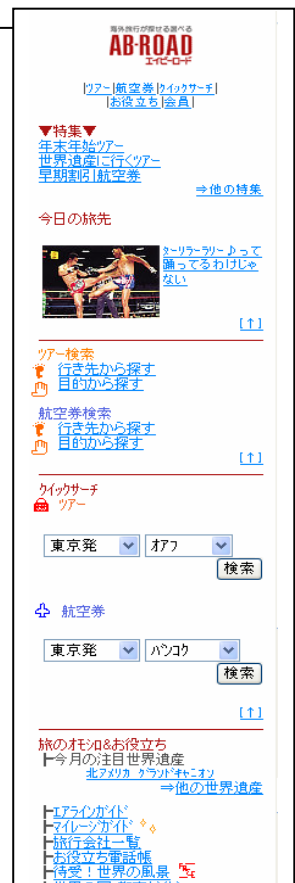 海外旅行が探せる選べる
AB-ROAD
エイビーロード
|ﾂｱｰ|航空券|ｸｲｯｸｻｰﾁ|
|お役立ち|会員|
▼特集▼
年末年始ﾂｱｰ
世界遺産に行くﾂｱｰ
早期割引航空券
⇒他の特集
今日の旅先
ﾀｰﾘﾗｰﾗﾘｰ♪って
踊ってるわけじゃ
ない
[↑]
ﾂｱｰ検索
行き先から探す
目的から探す
航空券検索
行き先から探す
目的から探す
[↑]
ｸｲｯｸｻｰﾁ
ﾂｱｰ
東京発 ｵｱﾌ
検索
航空券
東京発 ﾊﾞﾝｺｸ
検索
[↑]
旅のｵﾓｼﾛ&お役立ち
┣今月の注目世界遺産
北ｱﾒﾘｶ ｸﾞﾗﾝﾄﾞｷｬﾆｵﾝ
⇒他の世界遺産
┣ｴｱﾗｲﾝｶﾞｲﾄﾞ
┣ﾏｲﾚｰｼﾞｶﾞｲﾄﾞ
┣旅行会社一覧
┣お役立ち電話帳
┣待受！世界の風景